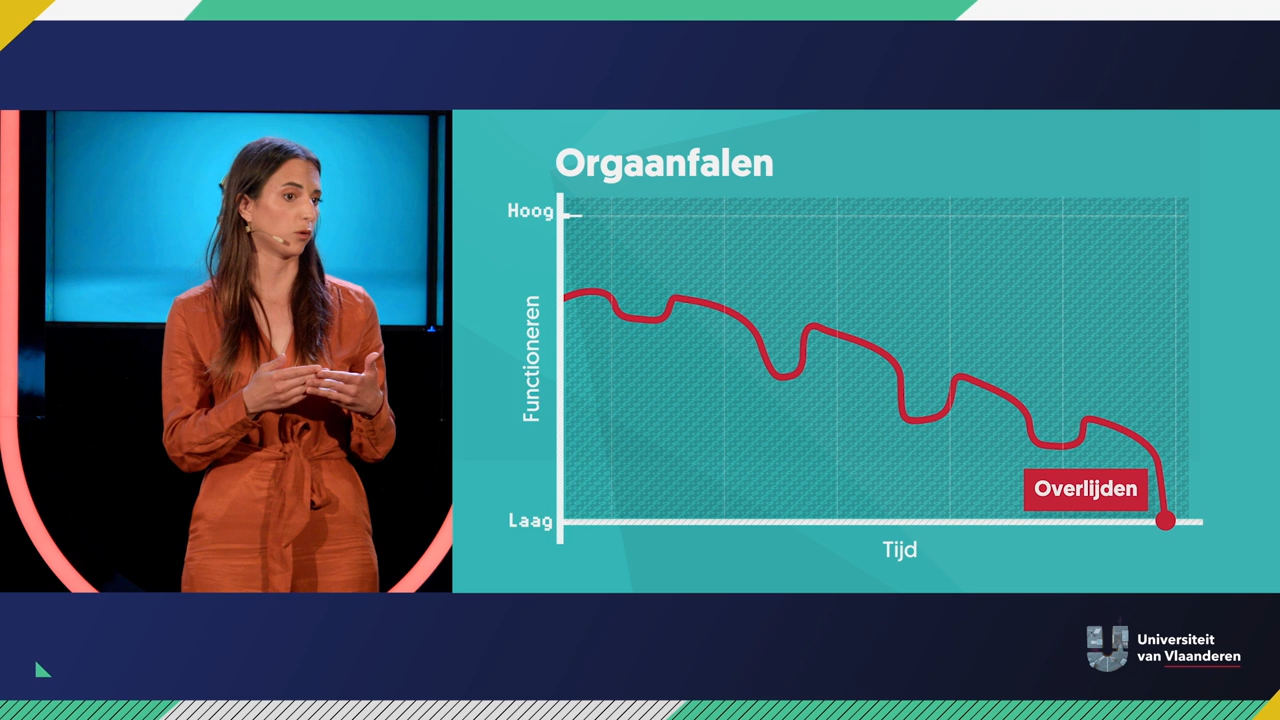 Orgaanfalen
Hoog
Functioneren
Overlijden
Laag
Tijd
Universiteit
van Vlaanderen